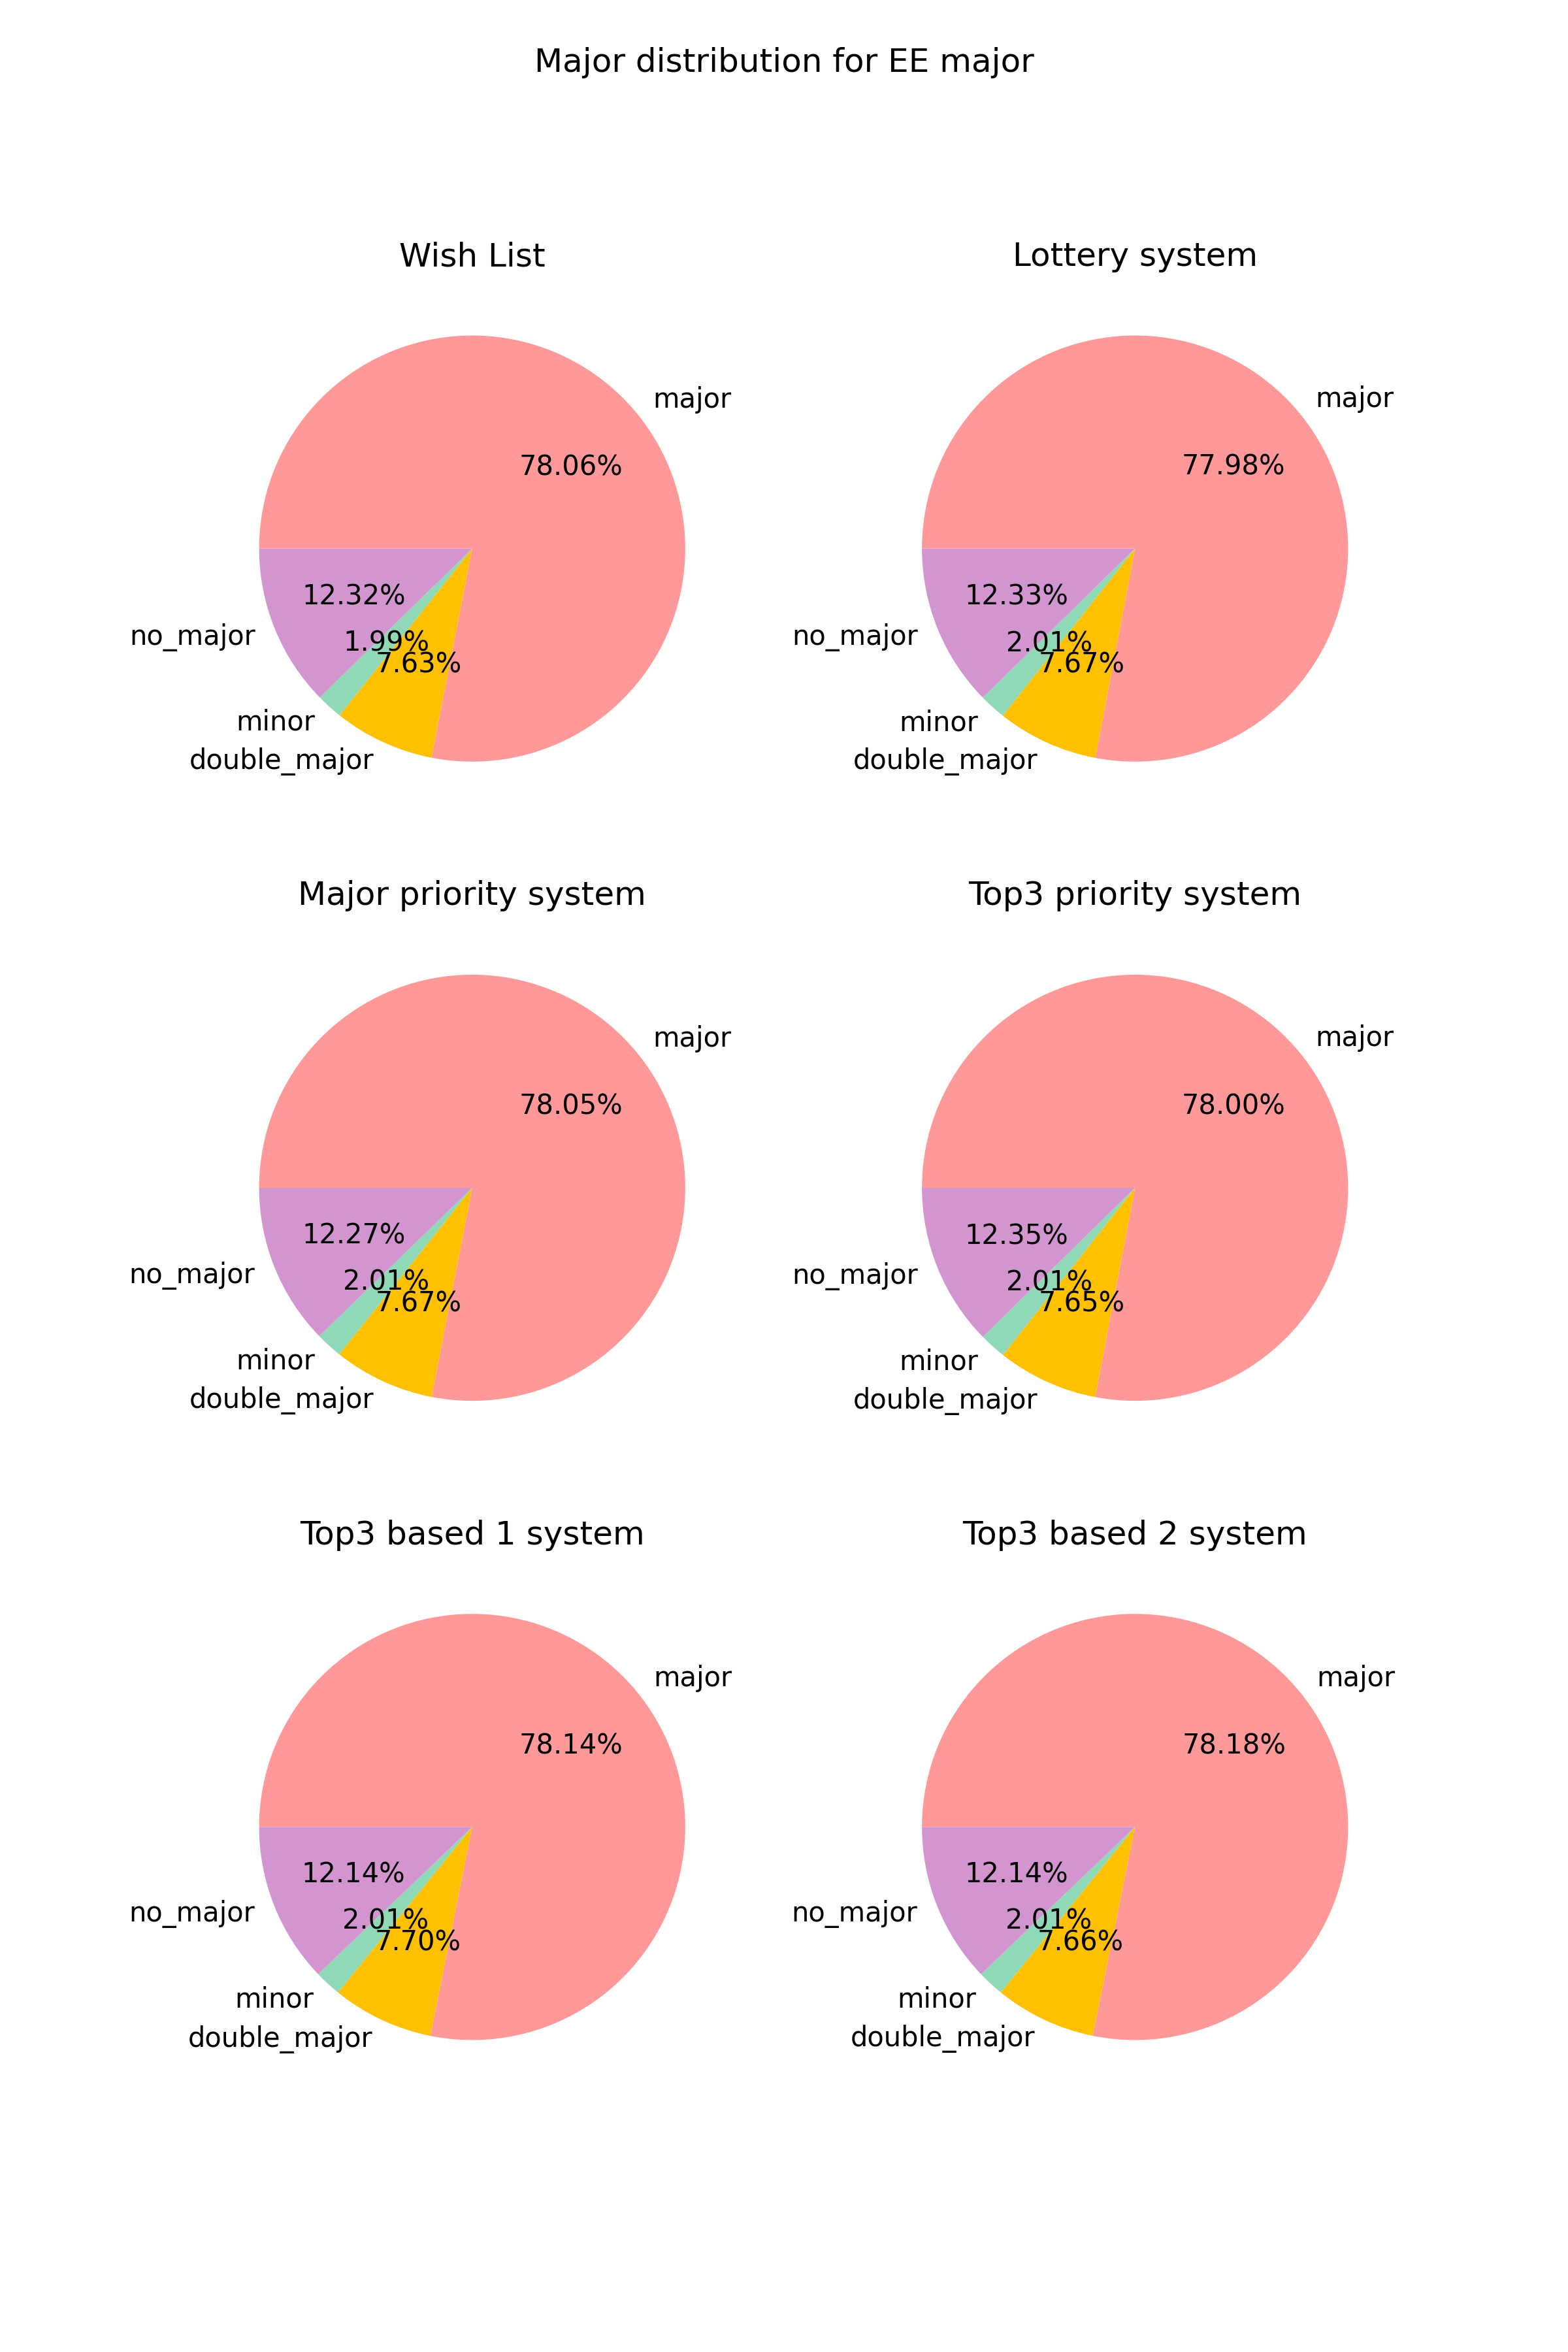 Major distribution for EE major
Wish List
major
78.06%
12.32%
no_major
1.99%
7.63%
minor
double_major
Lottery system
major
77.98%
12.33%
no_major
2.01%
7.67%
minor
double_major
Major priority system
major
78.05%
12.27%
no_major
2.01%
7.67%
minor
double_major
Top3 priority system
major
78.00%
12.35%
no_major
2.01%
7.65%
minor
double_major
Top3 based 1 system
major
78.14%
12.14%
no_major
2.01%
7.70%
minor
double_major
Top3 based 2 system
major
78.18%
12.14%
no_major
2.01%
7.66%
minor
double_major